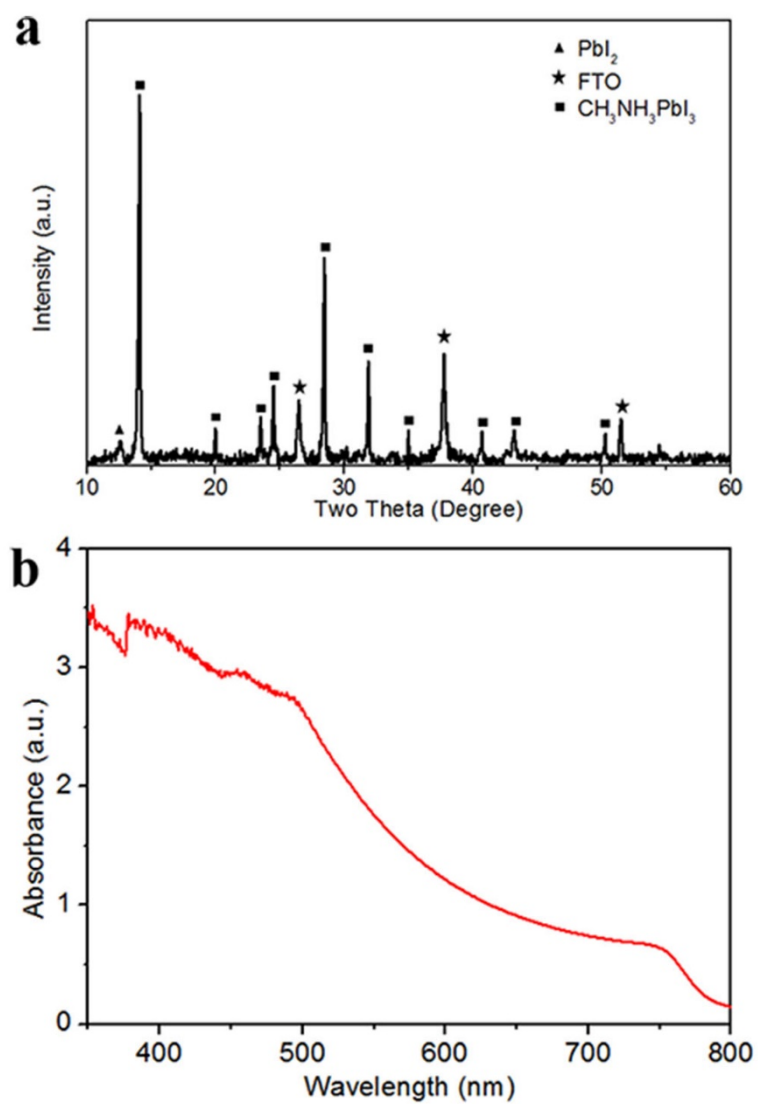 a
▲ PbI₂
★ FTO
■ CH₃NH₃PbI₃
Intensity (a.u.)
10 20 30 40 50 60
Two Theta (Degree)
b
4
3
2
1
0
Absorbance (a.u.)
400 500 600 700 800
Wavelength (nm)